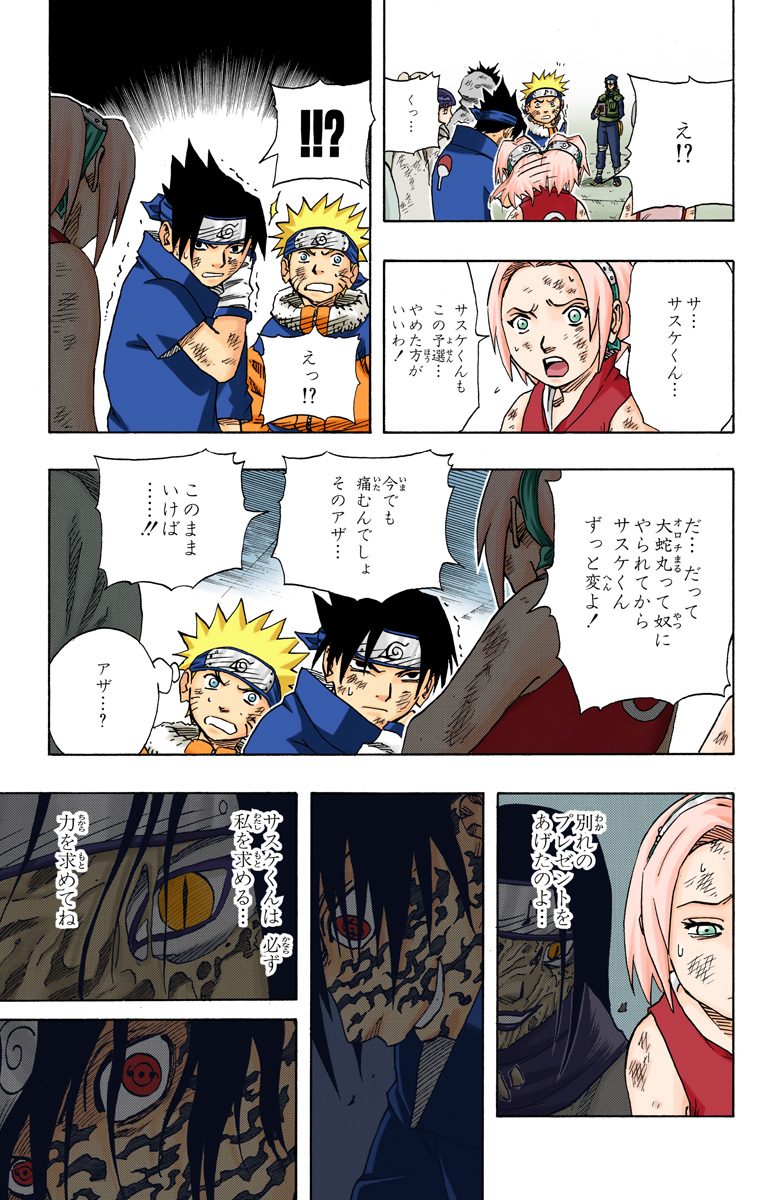 え!?
くっ…
!!?
えっ!?
サ…
サスケくん…
サスケくんも
この予選…
やめた方が
いいわ!
だ…だって
大蛇丸って奴に
やられてから
サスケくん
ずっと変よ!
今でも
痛むんでしょ
そのアザ…
このまま
いけば
……!!
アザ…?
別れの
プレゼントを
あげたのよ…
サスケくんは 必ず
私を求める…
力を求めてね